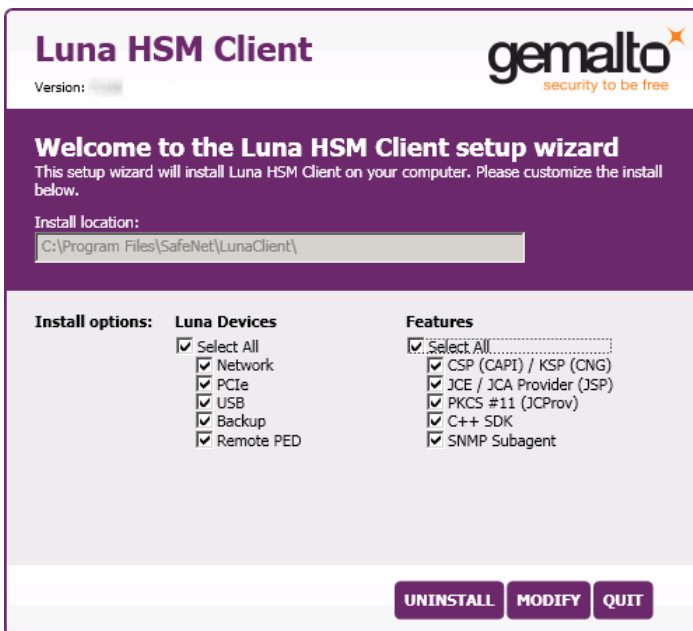 Luna HSM Client
gemalto
security to be free
Version:
Welcome to the Luna HSM Client setup wizard
This setup wizard will install Luna HSM Client on your computer. Please customize the install
below.
Install location:
C:\Program Files\SafeNet\LunaClient\
Install options:
Luna Devices
Select All
Network
PCIe
USB
Backup
Remote PED
Features
Select All
CSP (CAPI) / KSP (CNG)
JCE / JCA Provider (JSP)
PKCS #11 (JCProv)
C++ SDK
SNMP Subagent
UNINSTALL
MODIFY
QUIT